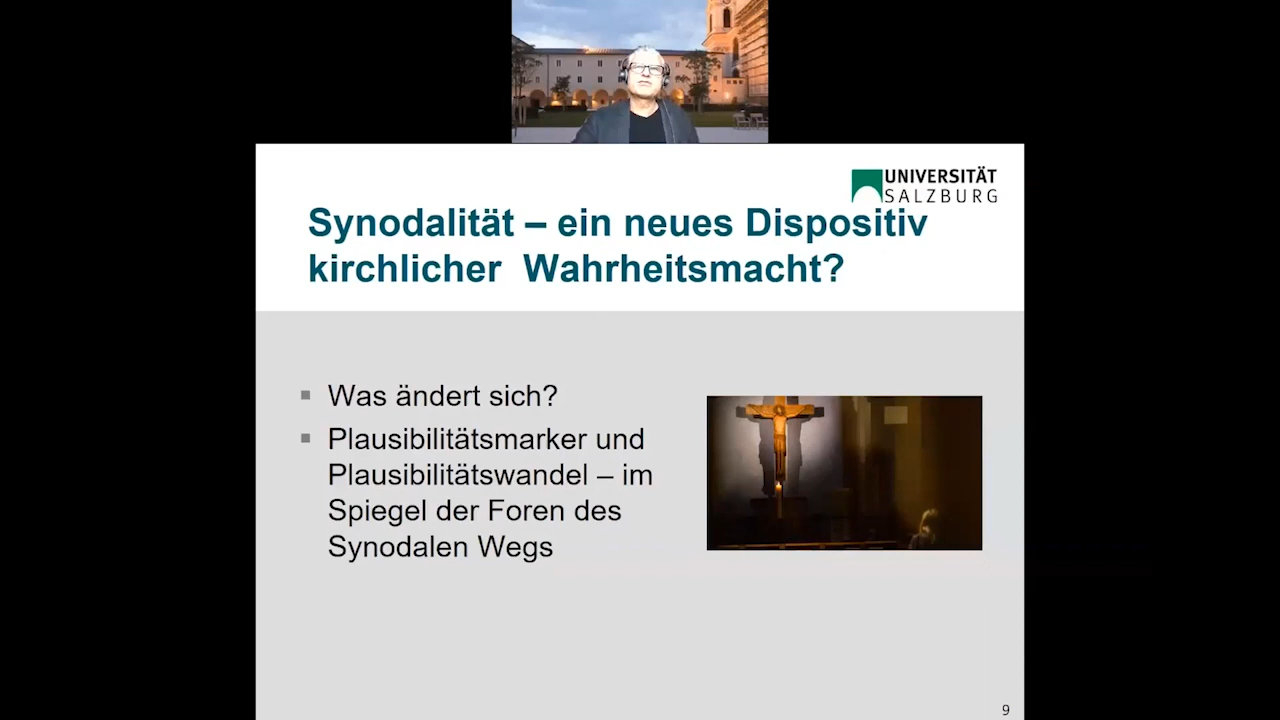 UNIVERSITÄT
SALZBURG
Synodalität – ein neues Dispositiv
kirchlicher Wahrheitsmacht?
▪ Was ändert sich?
▪ Plausibilitätsmarker und
Plausibilitätswandel – im
Spiegel der Foren des
Synodalen Wegs
9